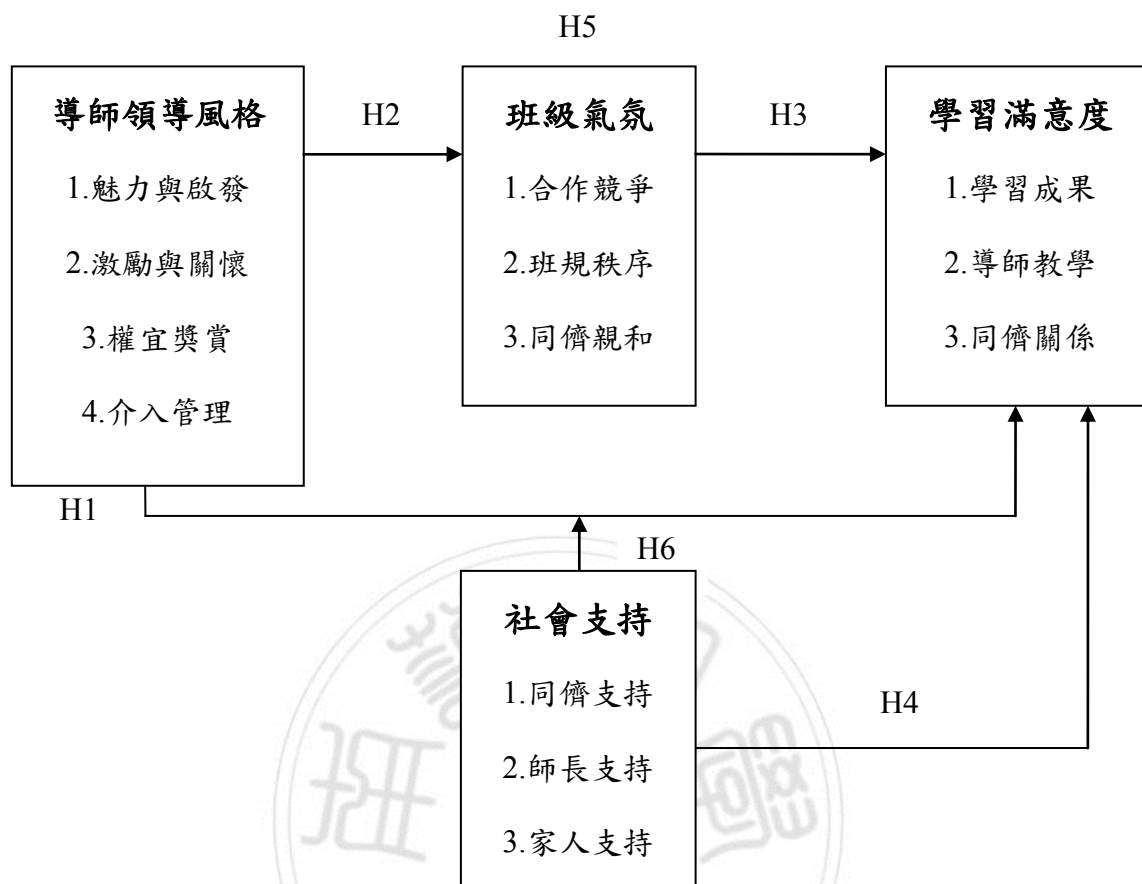 H5
導師領導風格
1.魅力與啟發
2.激勵與關懷
3.權宜獎賞
4.介入管理
H2
班級氣氛
1.合作競爭
2.班規秩序
3.同儕親和
H3
學習滿意度
1.學習成果
2.導師教學
3.同儕關係
H1
H6
社會支持
1.同儕支持
2.師長支持
3.家人支持
H4